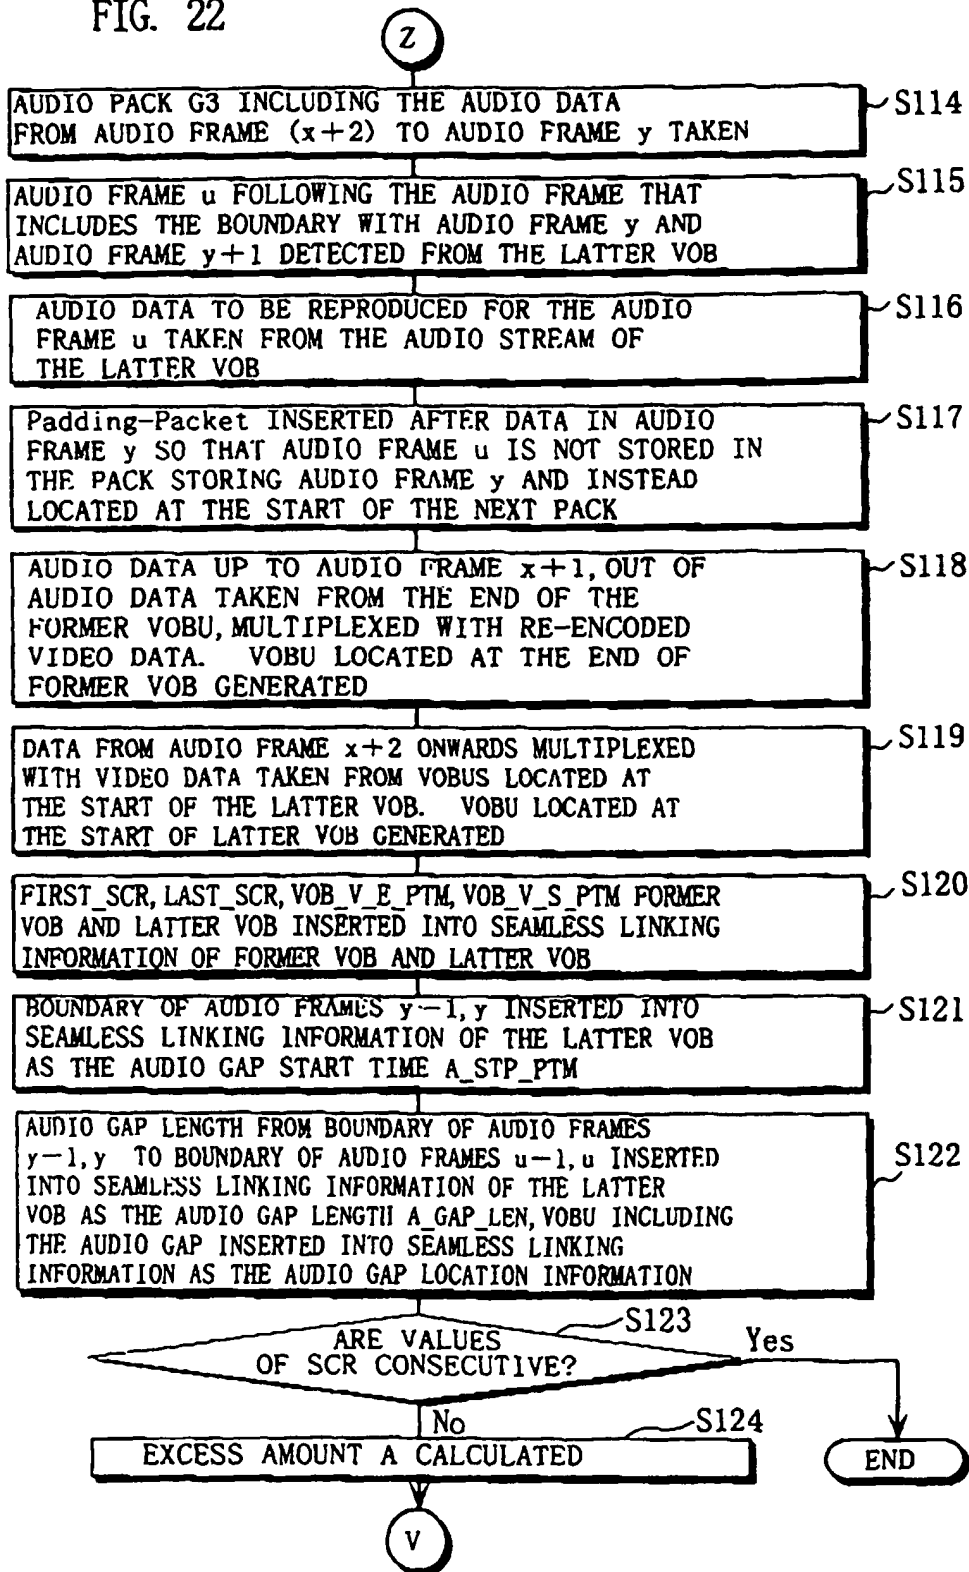 FIG. 22
Z
AUDIO PACK G3 INCLUDING THE AUDIO DATA
FROM AUDIO FRAME (x+2) TO AUDIO FRAME y TAKEN
S114
AUDIO FRAME u FOLLOWING THE AUDIO FRAME THAT
INCLUDES THE BOUNDARY WITH AUDIO FRAME y AND
AUDIO FRAME y+1 DETECTED FROM THE LATTER VOB
S115
AUDIO DATA TO BE REPRODUCED FOR THE AUDIO
FRAME u TAKEN FROM THE AUDIO STREAM OF
THE LATTER VOB
S116
Padding-Packet INSERTED AFTER DATA IN AUDIO
FRAME y SO THAT AUDIO FRAME u IS NOT STORED IN
THE PACK STORING AUDIO FRAME y AND INSTEAD
LOCATED AT THE START OF THE NEXT PACK
S117
AUDIO DATA UP TO AUDIO FRAME x+1, OUT OF
AUDIO DATA TAKEN FROM THE END OF THE
FORMER VOBU, MULTIPLEXED WITH RE-ENCODED
VIDEO DATA. VOBU LOCATED AT THE END OF
FORMER VOB GENERATED
S118
DATA FROM AUDIO FRAME x+2 ONWARDS MULTIPLEXED
WITH VIDEO DATA TAKEN FROM VOBUS LOCATED AT
THE START OF THE LATTER VOB. VOBU LOCATED AT
THE START OF LATTER VOB GENERATED
S119
FIRST_SCR, LAST_SCR, VOB_V_E_PTM, VOB_V_S_PTM FORMER
VOB AND LATTER VOB INSERTED INTO SEAMLESS LINKING
INFORMATION OF FORMER VOB AND LATTER VOB
S120
BOUNDARY OF AUDIO FRAMES y-1, y INSERTED INTO
SEAMLESS LINKING INFORMATION OF THE LATTER VOB
AS THE AUDIO GAP START TIME A_STP_PTM
S121
AUDIO GAP LENGTH FROM BOUNDARY OF AUDIO FRAMES
y-1, y TO BOUNDARY OF AUDIO FRAMES u-1, u INSERTED
INTO SEAMLESS LINKING INFORMATION OF THE LATTER
VOB AS THE AUDIO GAP LENGTH A_GAP_LEN, VOBU INCLUDING
THE AUDIO GAP INSERTED INTO SEAMLESS LINKING
INFORMATION AS THE AUDIO GAP LOCATION INFORMATION
S122
S123
ARE VALUES
OF SCR CONSECUTIVE?
Yes
No
S124
EXCESS AMOUNT A CALCULATED
END
V